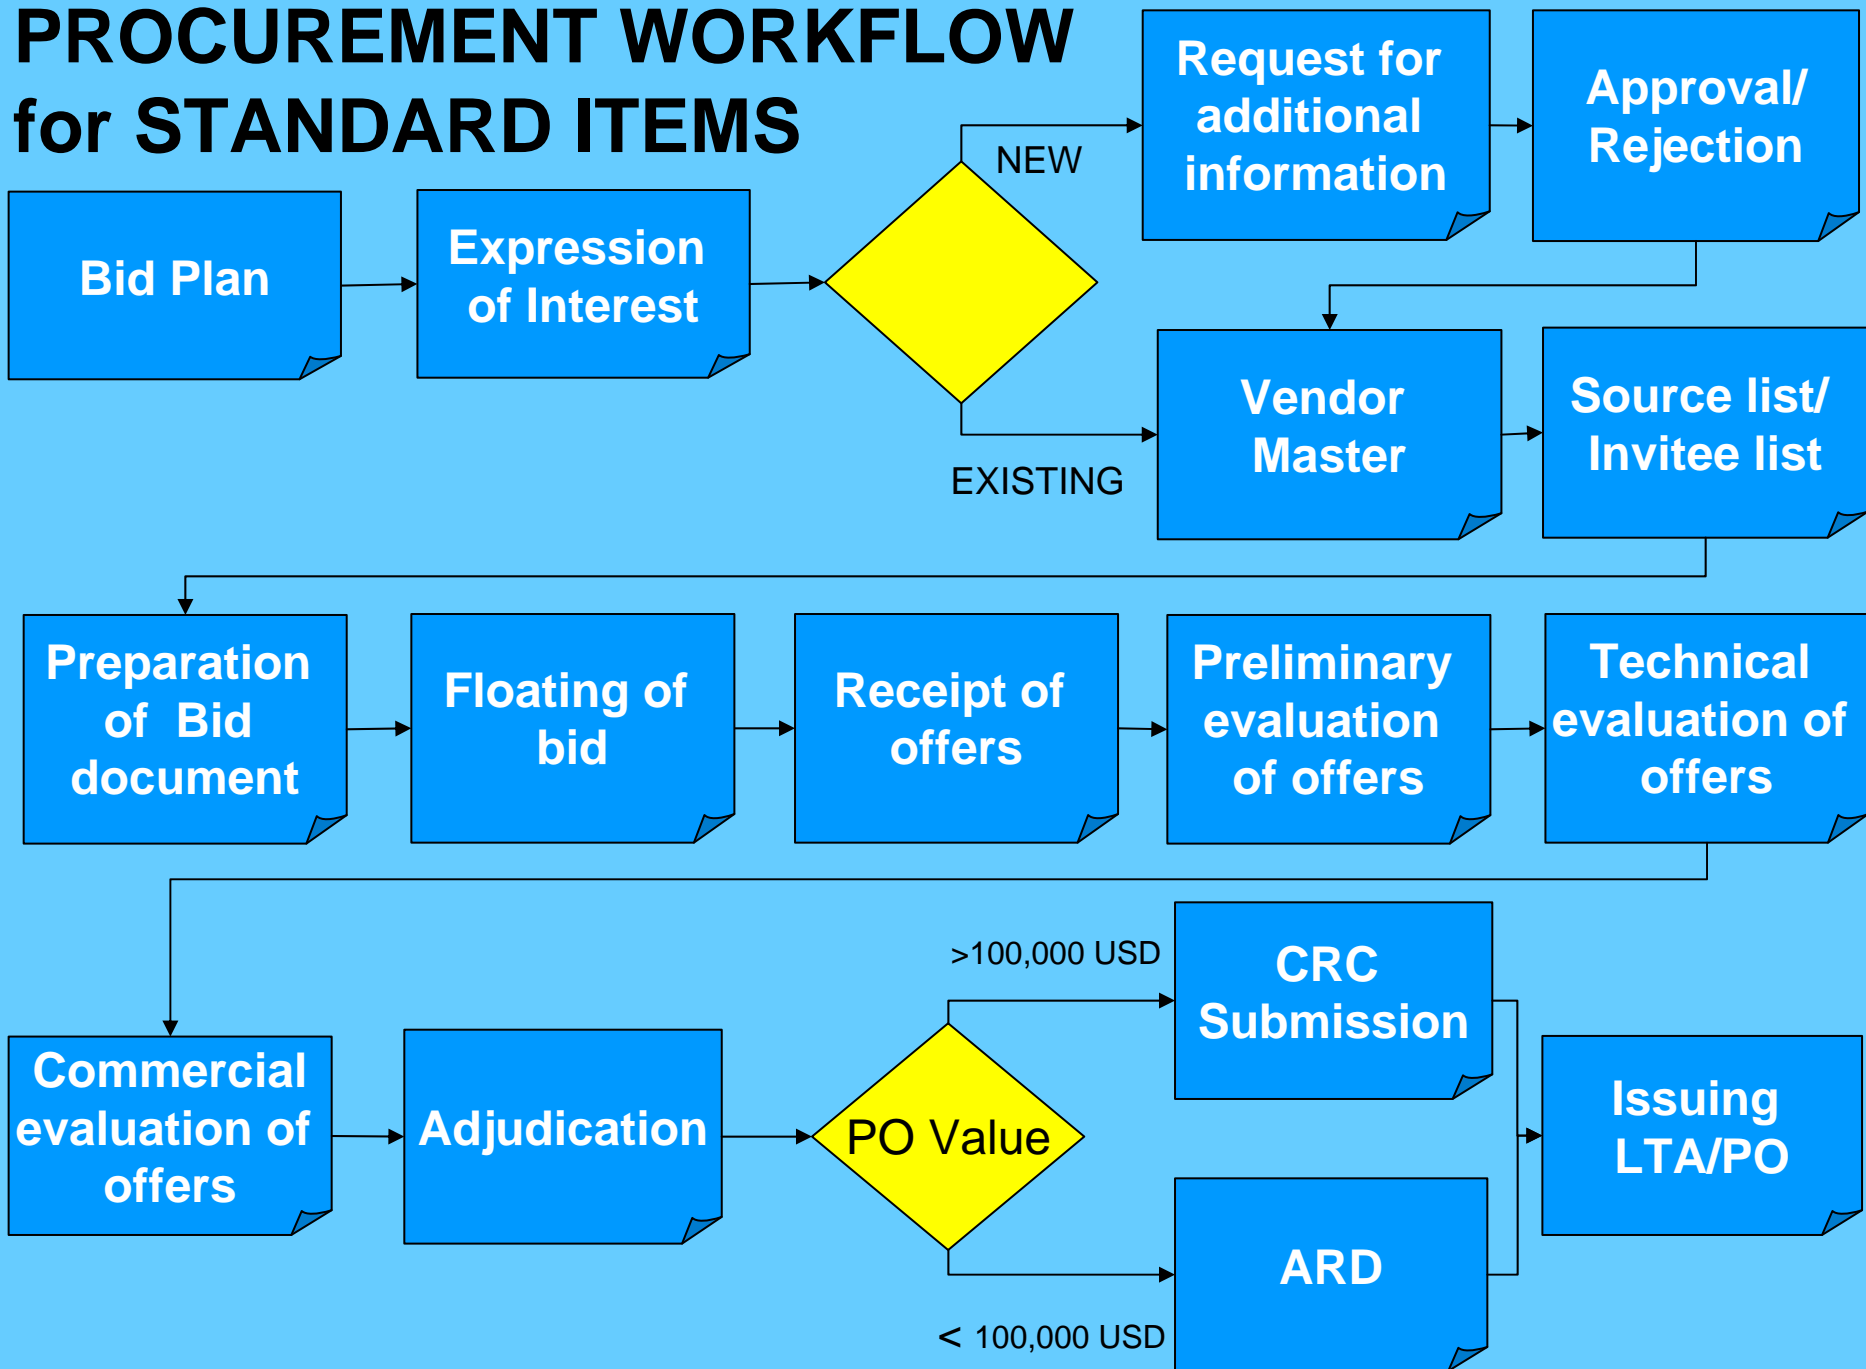 PROCUREMENT WORKFLOW
for STANDARD ITEMS
Request for
additional
information
Approval/
Rejection
NEW
Bid Plan
Expression
of Interest
EXISTING
Vendor
Master
Source list/
Invitee list
Preparation
of Bid
document
Floating of
bid
Receipt of
offers
Preliminary
evaluation
of offers
Technical
evaluation of
offers
Commercial
evaluation of
offers
Adjudication
PO Value
>100,000 USD
CRC
Submission
< 100,000 USD
ARD
Issuing
LTA/PO